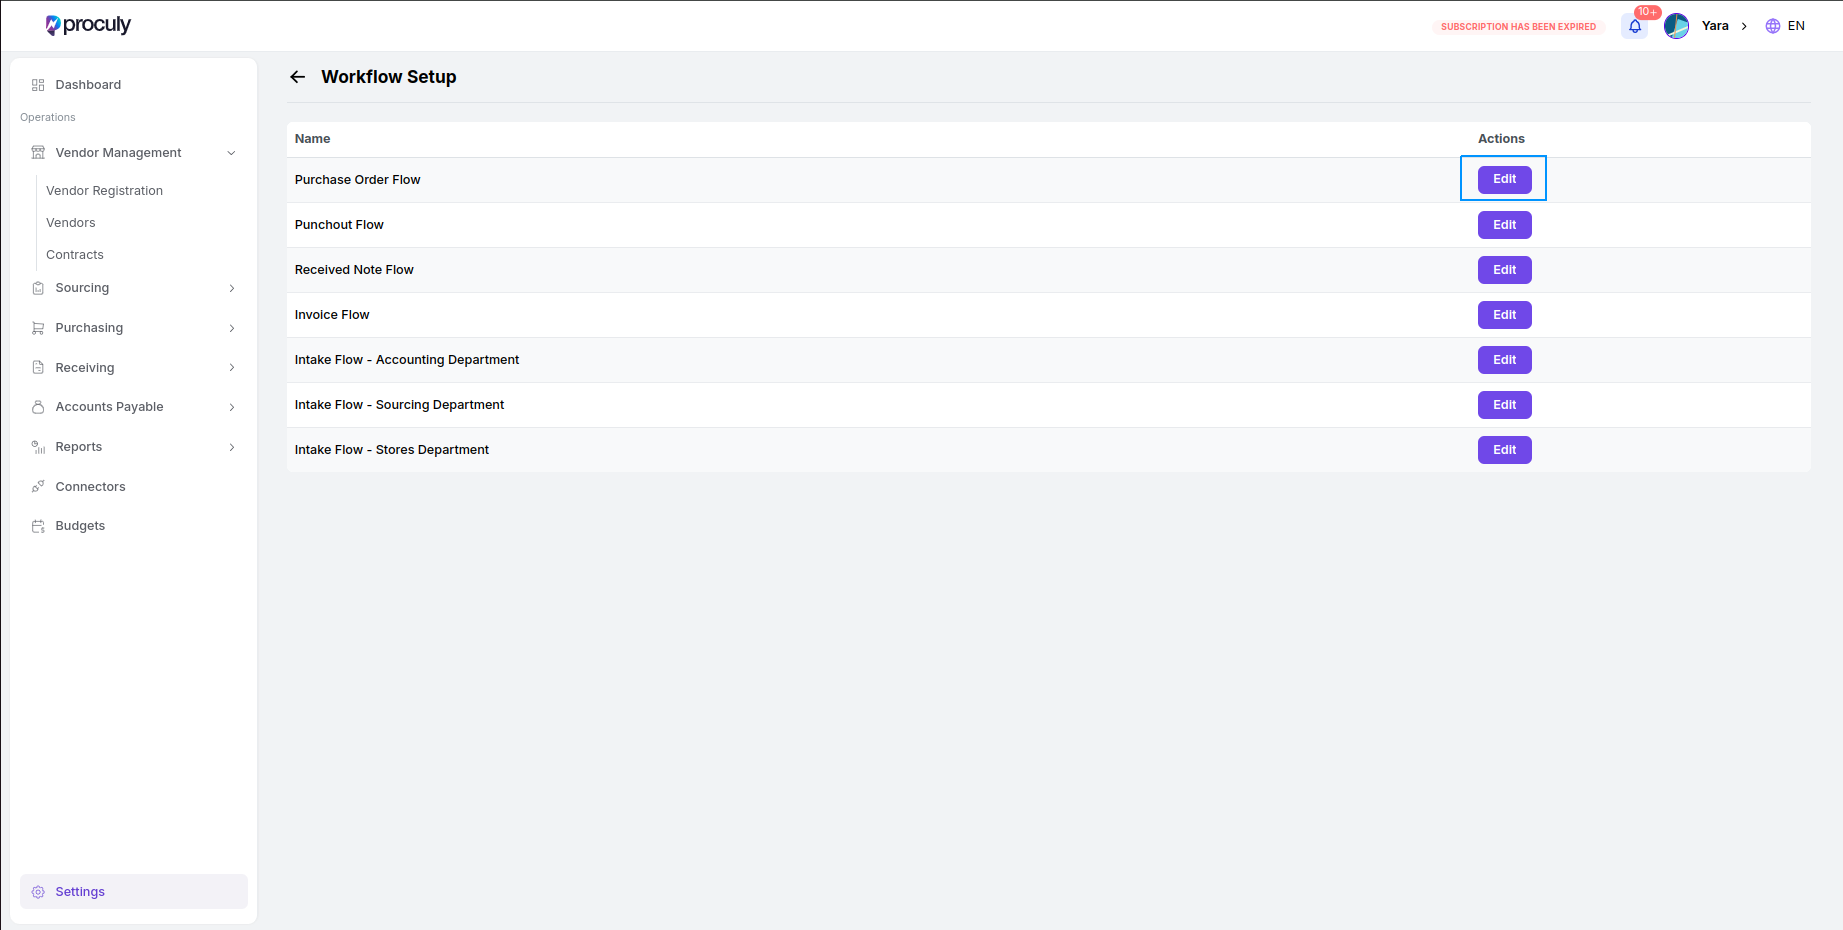 proculy
SUBSCRIPTION HAS BEEN EXPIRED
10+
Yara
EN
Dashboard
Operations
Vendor Management
Vendor Registration
Vendors
Contracts
Sourcing
Purchasing
Receiving
Accounts Payable
Reports
Connectors
Budgets
Settings
Workflow Setup
Name Actions
Purchase Order Flow Edit
Punchout Flow Edit
Received Note Flow Edit
Invoice Flow Edit
Intake Flow - Accounting Department Edit
Intake Flow - Sourcing Department Edit
Intake Flow - Stores Department Edit